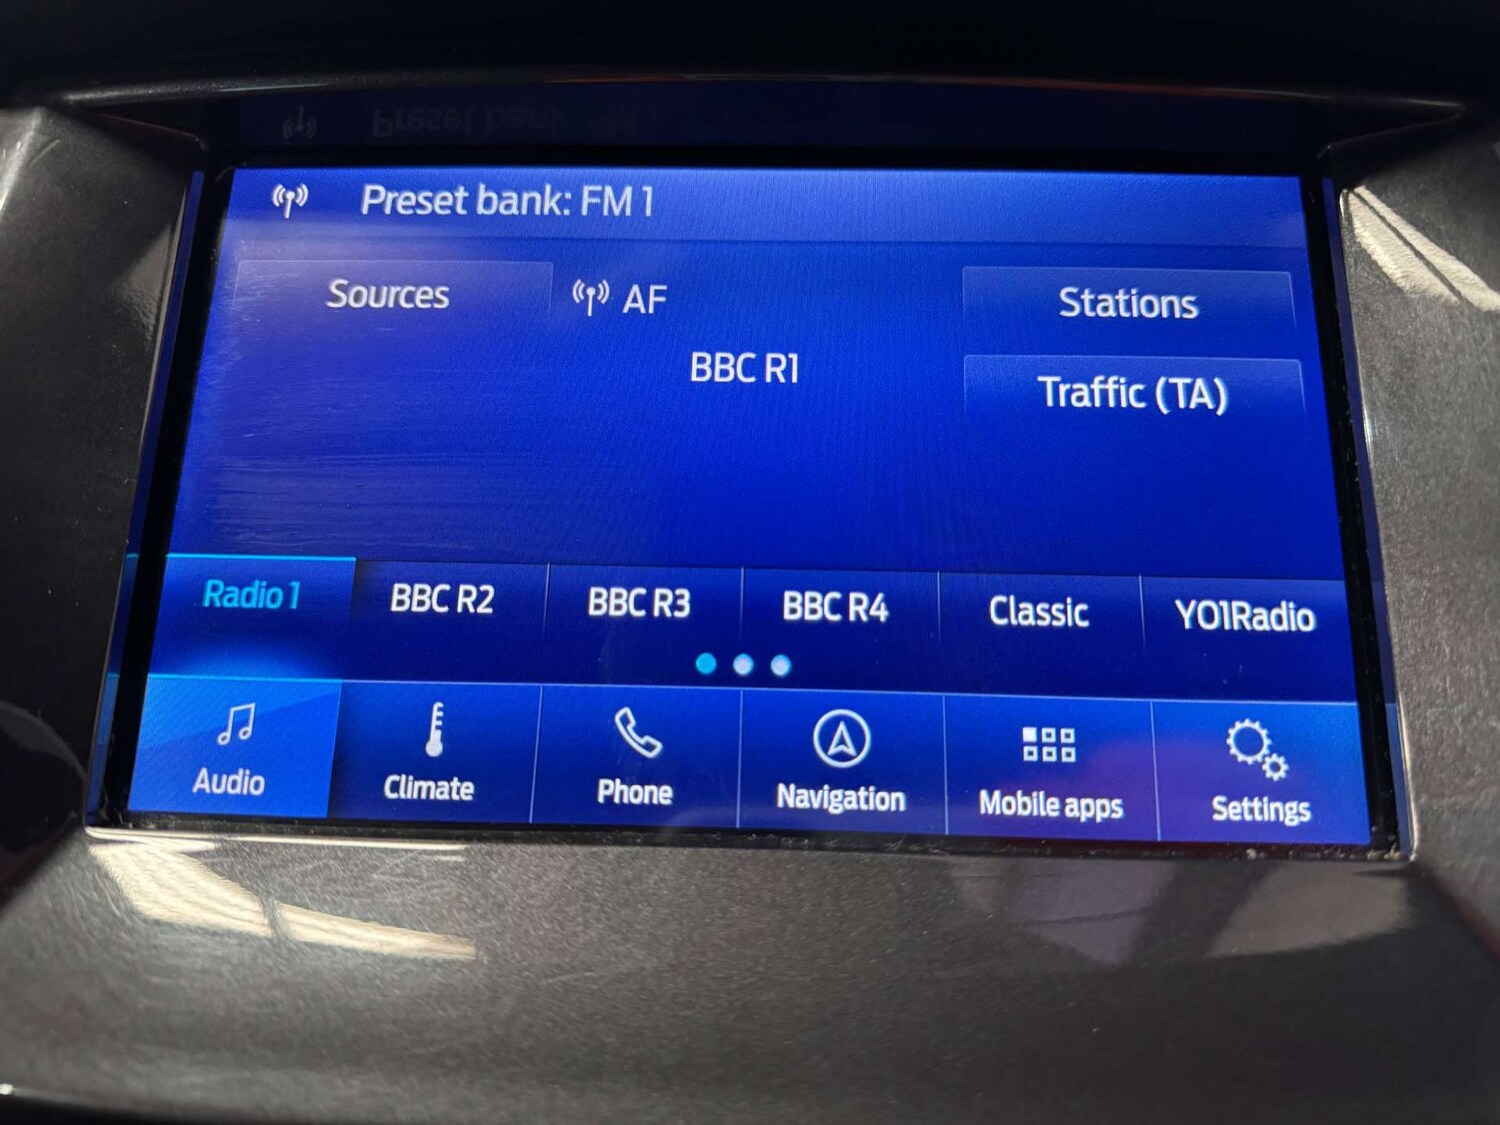 Preset bank: FM 1
Sources
AF
Stations
BBC R1
Traffic (TA)
Radio 1
BBC R2
BBC R3
BBC R4
Classic
YO1Radio
Audio
Climate
Phone
Navigation
Mobile apps
Settings